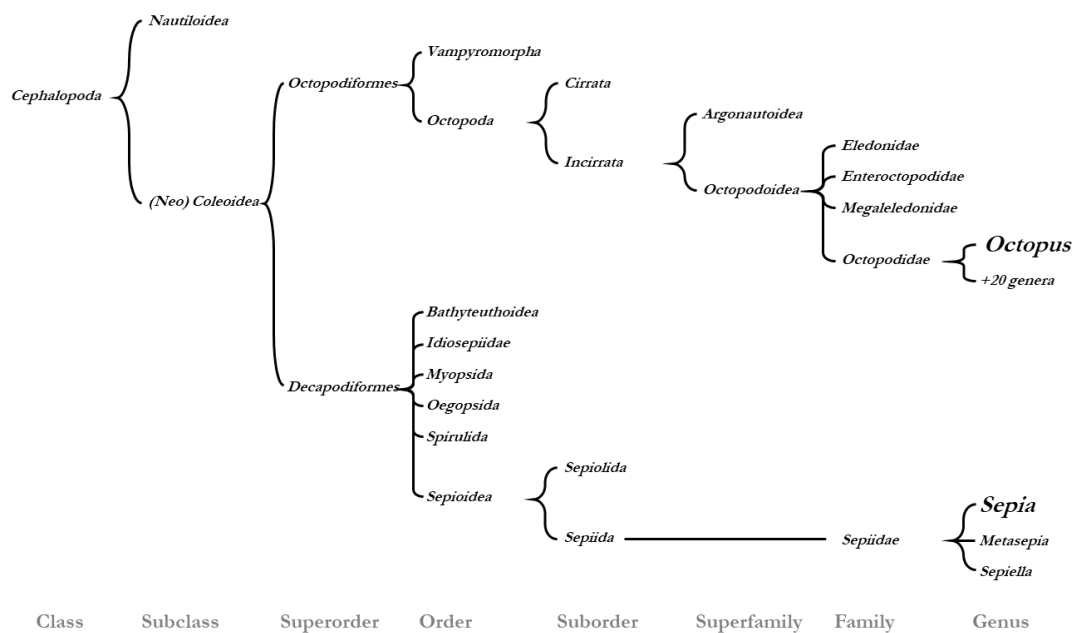 Nautiloidea
Vampyromorpha
Octopodiformes
Cirrata
Cephalopoda
Argonautoidea
Octopoda
Eledonidae
Incirrata
Enteroctopodidae
Octopodoidea
(Neo) Coleoidea
Megaleledonidae
Octopus
Octopodidae
+20 genera
Bathyteuthoidea
Idiosepiidae
Myopsida
Decapodiformes
Oegopsida
Spirulida
Sepiolida
Sepioidea
Sepia
Sepiida
Sepiidae
Metasepia
Sepiella
Class Subclass Superorder Order Suborder Superfamily Family Genus